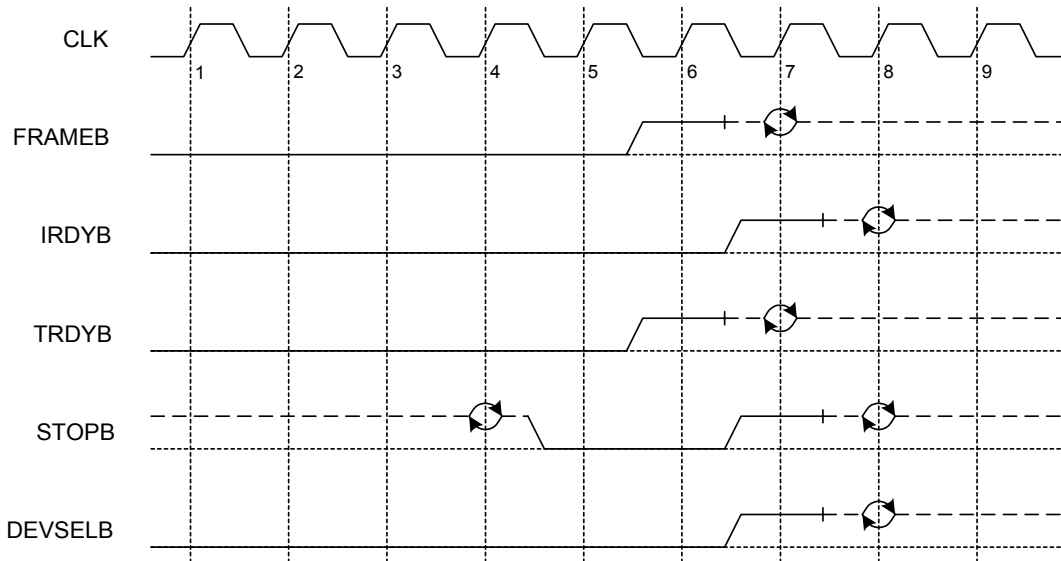 CLK
1 2 3 4 5 6 7 8 9
FRAMEB
IRDYB
TRDYB
STOPB
DEVSELB